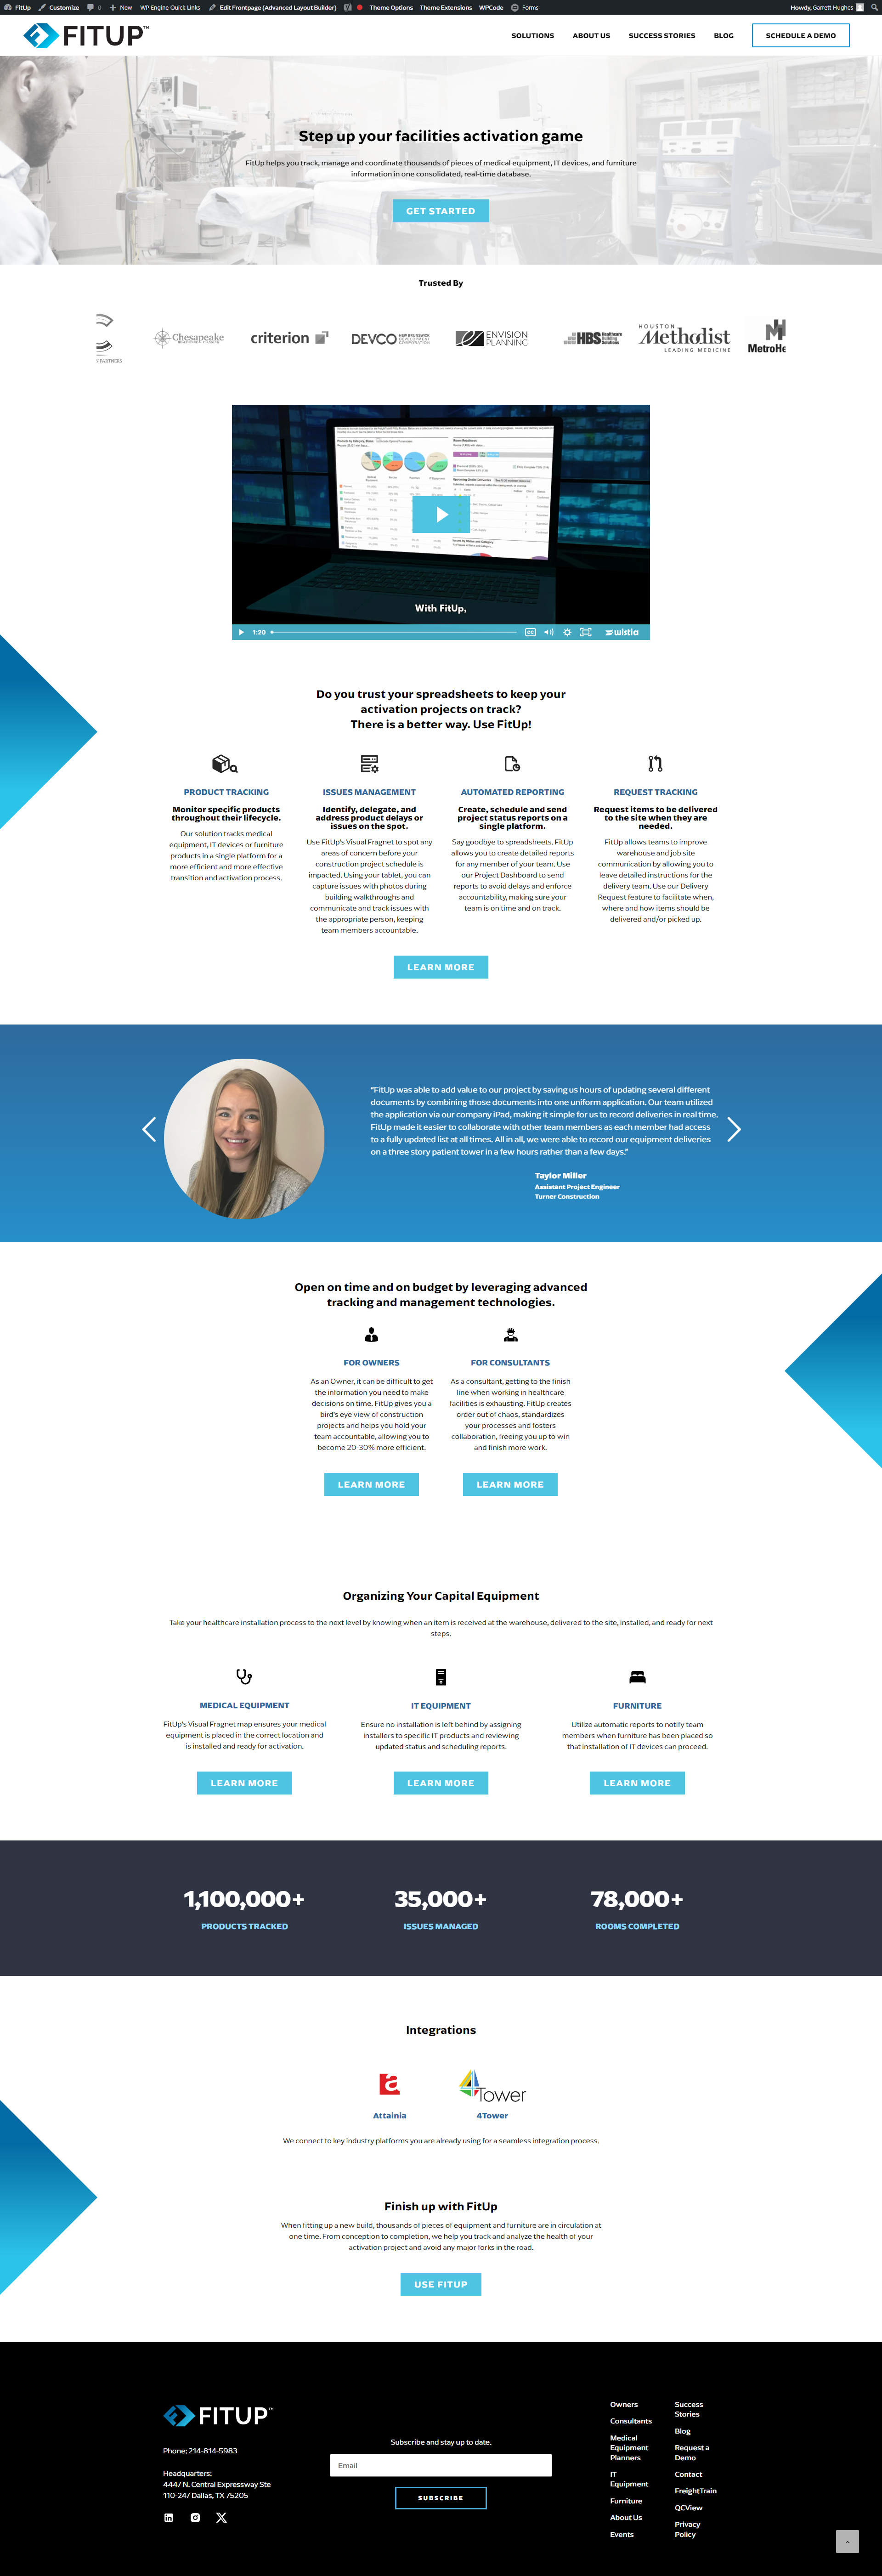 FitUp Customize 0 New WP Engine Quick Links Edit Frontpage (Advanced Layout Builder) Theme Options Theme Extensions WPCode Forms Howdy, Garrett Hughes
FITUP™
SOLUTIONS ABOUT US SUCCESS STORIES BLOG SCHEDULE A DEMO
Step up your facilities activation game
FitUp helps you track, manage and coordinate thousands of pieces of medical equipment, IT devices, and furniture
information in one consolidated, real-time database.
GET STARTED
Trusted By
PARTNERS
Chesapeake
criterion
DEVCO NEW BRUNSWICK
DEVELOPMENT
CORPORATION
ENVISION
PLANNING
HBS Healthcare
Building
Solutions
HOUSTON
Methodist
LEADING MEDICINE
MetroHe
With FitUp,
1:20
CC
wistia
Do you trust your spreadsheets to keep your
activation projects on track?
There is a better way. Use FitUp!
PRODUCT TRACKING
Monitor specific products
throughout their lifecycle.
Our solution tracks medical
equipment, IT devices or furniture
products in a single platform for a
more efficient and more effective
transition and activation process.
ISSUES MANAGEMENT
Identify, delegate, and
address product delays or
issues on the spot.
Use FitUp's Visual Fragnet to spot any
areas of concern before your
construction project schedule is
impacted. Using your tablet, you can
capture issues with photos during
building walkthroughs and
communicate and track issues with
the appropriate person, keeping
team members accountable.
AUTOMATED REPORTING
Create, schedule and send
project status reports on a
single platform.
Say goodbye to spreadsheets. FitUp
allows you to create detailed reports
for any member of your team. Use
our Project Dashboard to send
reports to avoid delays and enforce
accountability, making sure your
team is on time and on track.
REQUEST TRACKING
Request items to be delivered
to the site when they are
needed.
FitUp allows teams to improve
warehouse and job site
communication by allowing you to
leave detailed instructions for the
delivery team. Use our Delivery
Request feature to facilitate when,
where and how items should be
delivered and/or picked up.
LEARN MORE
"FitUp was able to add value to our project by saving us hours of updating several different
documents by combining those documents into one uniform application. Our team utilized
the application via our company iPad, making it simple for us to record deliveries in real time.
FitUp made it easier to collaborate with other team members as each member had access
to a fully updated list at all times. All in all, we were able to record our equipment deliveries
on a three story patient tower in a few hours rather than a few days."
Taylor Miller
Assistant Project Engineer
Turner Construction
Open on time and on budget by leveraging advanced
tracking and management technologies.
FOR OWNERS
As an Owner, it can be difficult to get
the information you need to make
decisions on time. FitUp gives you a
bird's eye view of construction
projects and helps you hold your
team accountable, allowing you to
become 20-30% more efficient.
LEARN MORE
FOR CONSULTANTS
As a consultant, getting to the finish
line when working in healthcare
facilities is exhausting. FitUp creates
order out of chaos, standardizes
your processes and fosters
collaboration, freeing you up to win
and finish more work.
LEARN MORE
Organizing Your Capital Equipment
Take your healthcare installation process to the next level by knowing when an item is received at the warehouse, delivered to the site, installed, and ready for next
steps.
MEDICAL EQUIPMENT
FitUp's Visual Fragnet map ensures your medical
equipment is placed in the correct location and
is installed and ready for activation.
LEARN MORE
IT EQUIPMENT
Ensure no installation is left behind by assigning
installers to specific IT products and reviewing
updated status and scheduling reports.
LEARN MORE
FURNITURE
Utilize automatic reports to notify team
members when furniture has been placed so
that installation of IT devices can proceed.
LEARN MORE
1,100,000+
PRODUCTS TRACKED
35,000+
ISSUES MANAGED
78,000+
ROOMS COMPLETED
Integrations
Attainia
4Tower
4Tower
We connect to key industry platforms you are already using for a seamless integration process.
Finish up with FitUp
When fitting up a new build, thousands of pieces of equipment and furniture are in circulation at
one time. From conception to completion, we help you track and analyze the health of your
activation project and avoid any major forks in the road.
USE FITUP
FITUP™
Phone: 214-814-5983
Headquarters:
4447 N. Central Expressway Ste
110-247 Dallas, TX 75205
Subscribe and stay up to date.
Email
SUBSCRIBE
Owners
Consultants
Medical
Equipment
Planners
IT
Equipment
Furniture
About Us
Events
Success
Stories
Blog
Request a
Demo
Contact
FreightTrain
QCView
Privacy
Policy